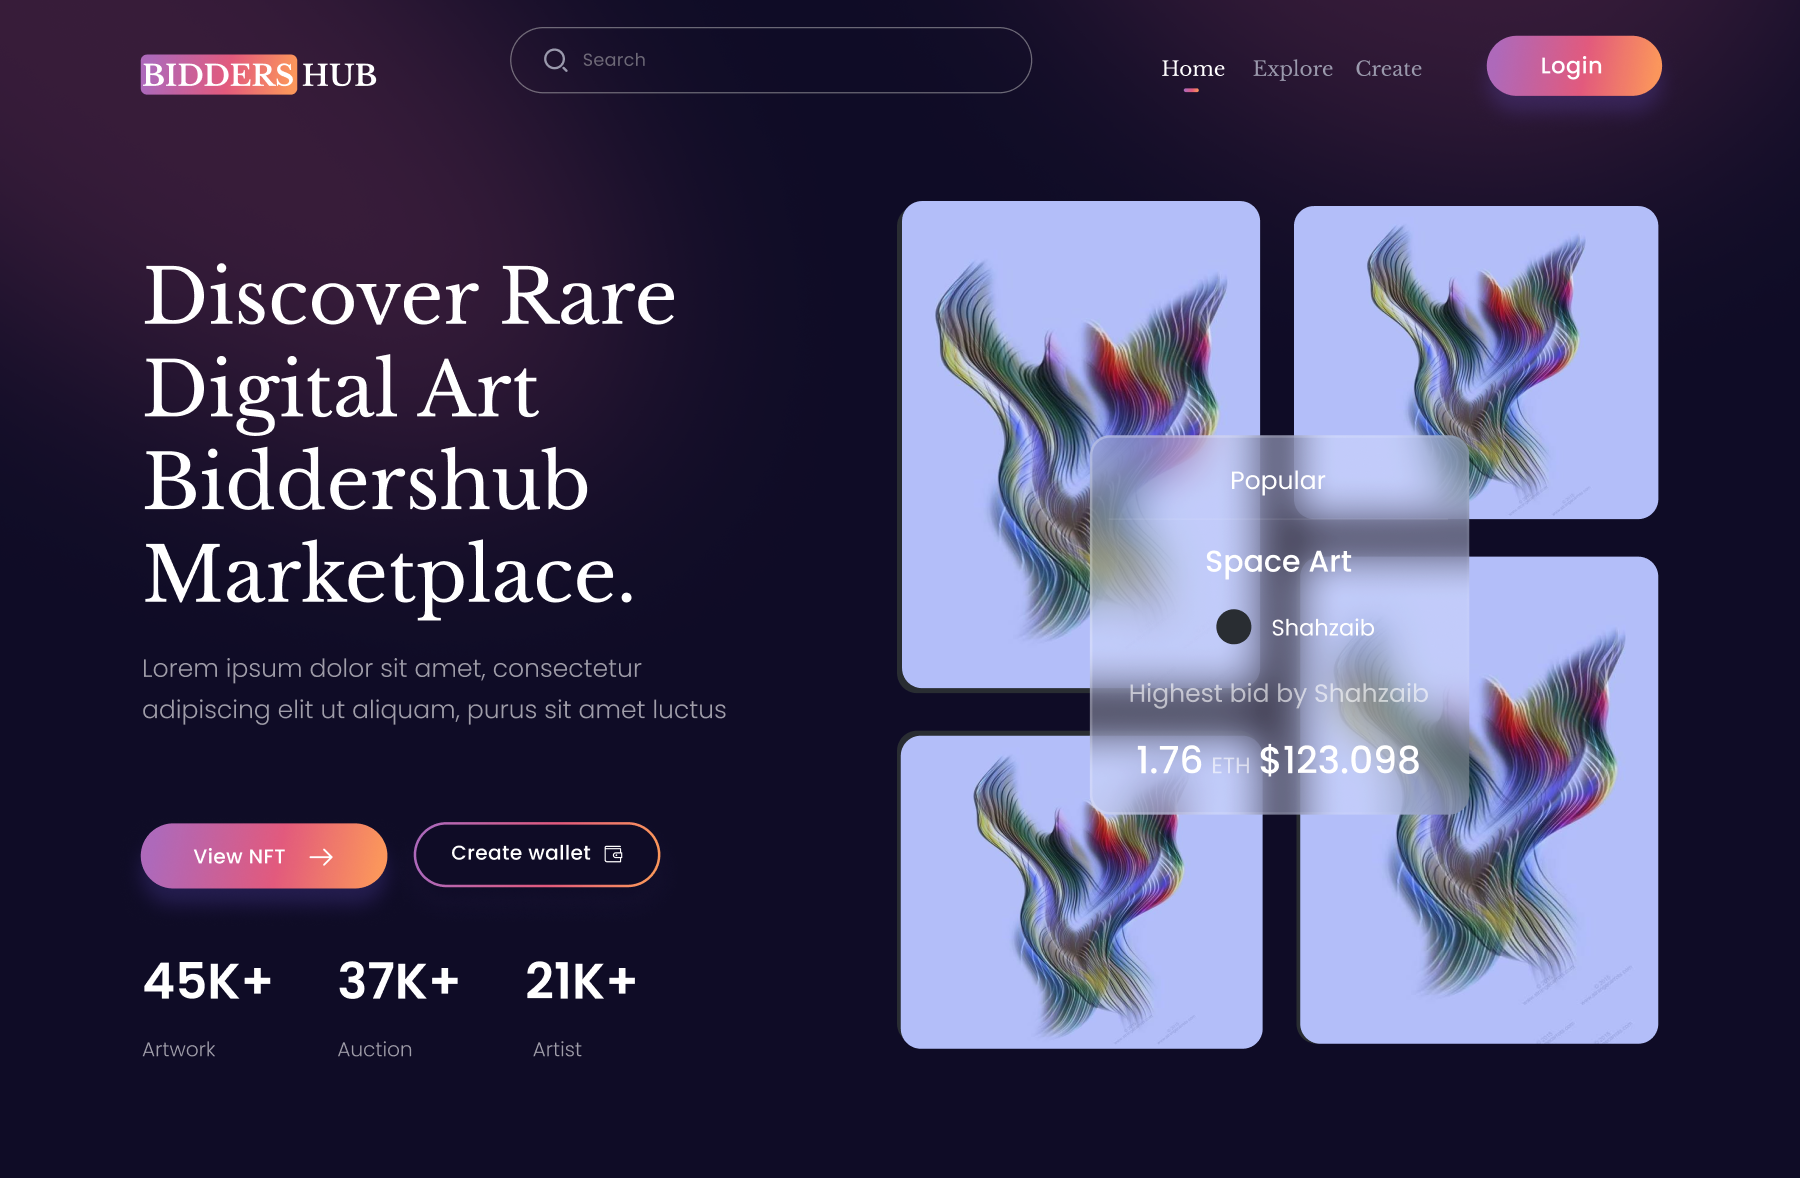 BIDDERS HUB
Search
Home Explore Create
Login
Discover Rare
Digital Art
Biddershub
Marketplace.
Lorem ipsum dolor sit amet, consectetur
adipiscing elit ut aliquam, purus sit amet luctus
View NFT
Create wallet
45K+ 37K+ 21K+
Artwork Auction Artist
Popular
Space Art
Shahzaib
Highest bid by Shahzaib
1.76 ETH $123.098